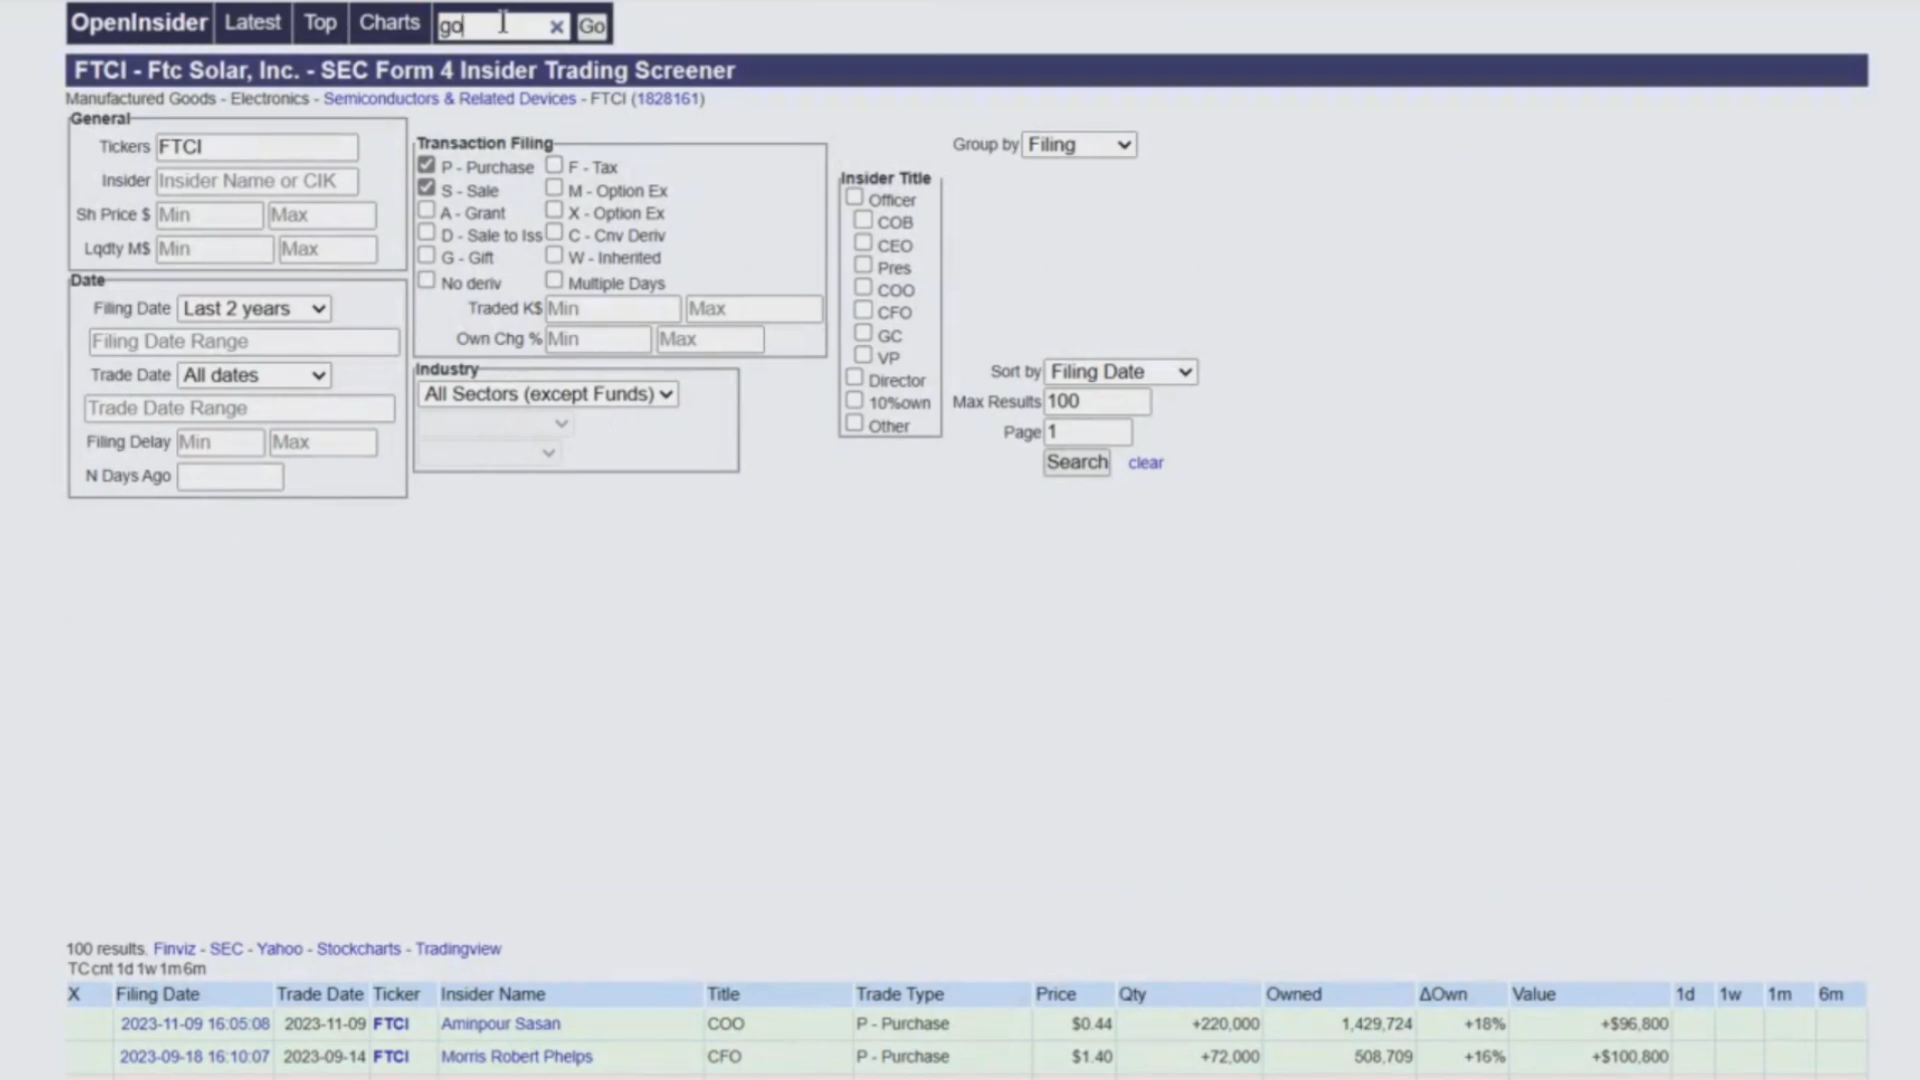 OpenInsider Latest Top Charts go × Go
FTCI - Ftc Solar, Inc. - SEC Form 4 Insider Trading Screener
Manufactured Goods - Electronics - Semiconductors & Related Devices - FTCI (1828161)
General
Tickers FTCI
Insider Insider Name or CIK
Sh Price $ Min Max
Lqdty M$ Min Max
Date
Filing Date Last 2 years
Filing Date Range
Trade Date All dates
Trade Date Range
Filing Delay Min Max
N Days Ago
Transaction Filing
P - Purchase F - Tax
S - Sale M - Option Ex
A - Grant X - Option Ex
D - Sale to Iss C - Cnv Deriv
G - Gift W - Inherited
No deriv Multiple Days
Traded K$ Min Max
Own Chg % Min Max
Industry
All Sectors (except Funds)
Insider Title
Officer
COB
CEO
Pres
COO
CFO
GC
VP
Director
10%own
Other
Group by Filing
Sort by Filing Date
Max Results 100
Page 1
Search clear
100 results. Finviz - SEC - Yahoo - Stockcharts - Tradingview
TC cnt 1d 1w 1m 6m
X Filing Date Trade Date Ticker Insider Name Title Trade Type Price Qty Owned ΔOwn Value 1d 1w 1m 6m
2023-11-09 16:05:08 2023-11-09 FTCI Aminpour Sasan COO P - Purchase $0.44 +220,000 1,429,724 +18% +$96,800
2023-09-18 16:10:07 2023-09-14 FTCI Morris Robert Phelps CFO P - Purchase $1.40 +72,000 508,709 +16% +$100,800